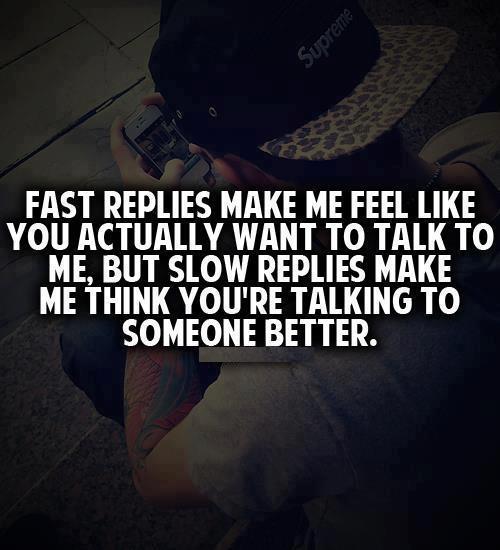 Supreme
FAST REPLIES MAKE ME FEEL LIKE
YOU ACTUALLY WANT TO TALK TO
ME, BUT SLOW REPLIES MAKE
ME THINK YOU'RE TALKING TO
SOMEONE BETTER.